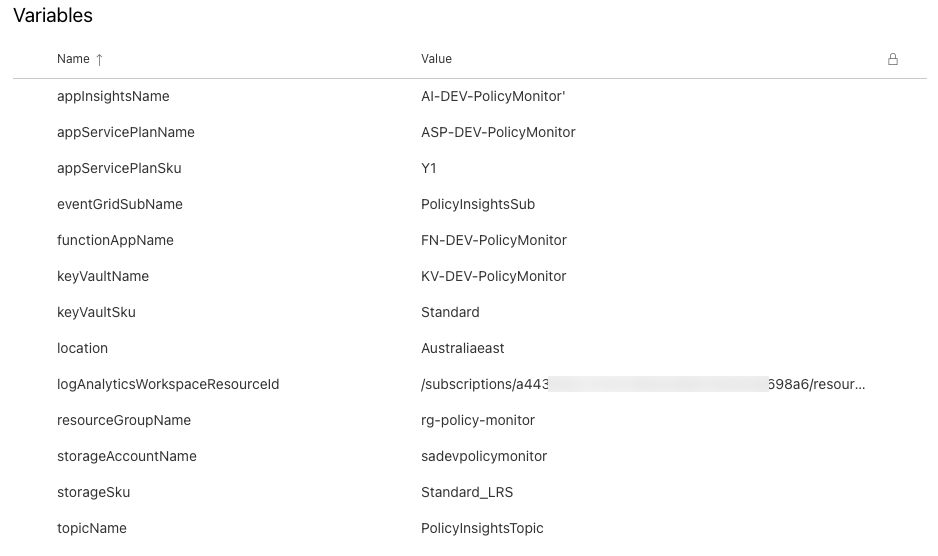 Variables
Name ↑ Value
appInsightsName AI-DEV-PolicyMonitor'
appServicePlanName ASP-DEV-PolicyMonitor
appServicePlanSku Y1
eventGridSubName PolicyInsightsSub
functionAppName FN-DEV-PolicyMonitor
keyVaultName KV-DEV-PolicyMonitor
keyVaultSku Standard
location Australiaeast
logAnalyticsWorkspaceResourceId /subscriptions/a443 698a6/resour...
resourceGroupName rg-policy-monitor
storageAccountName sadevpolicymonitor
storageSku Standard_LRS
topicName PolicyInsightsTopic